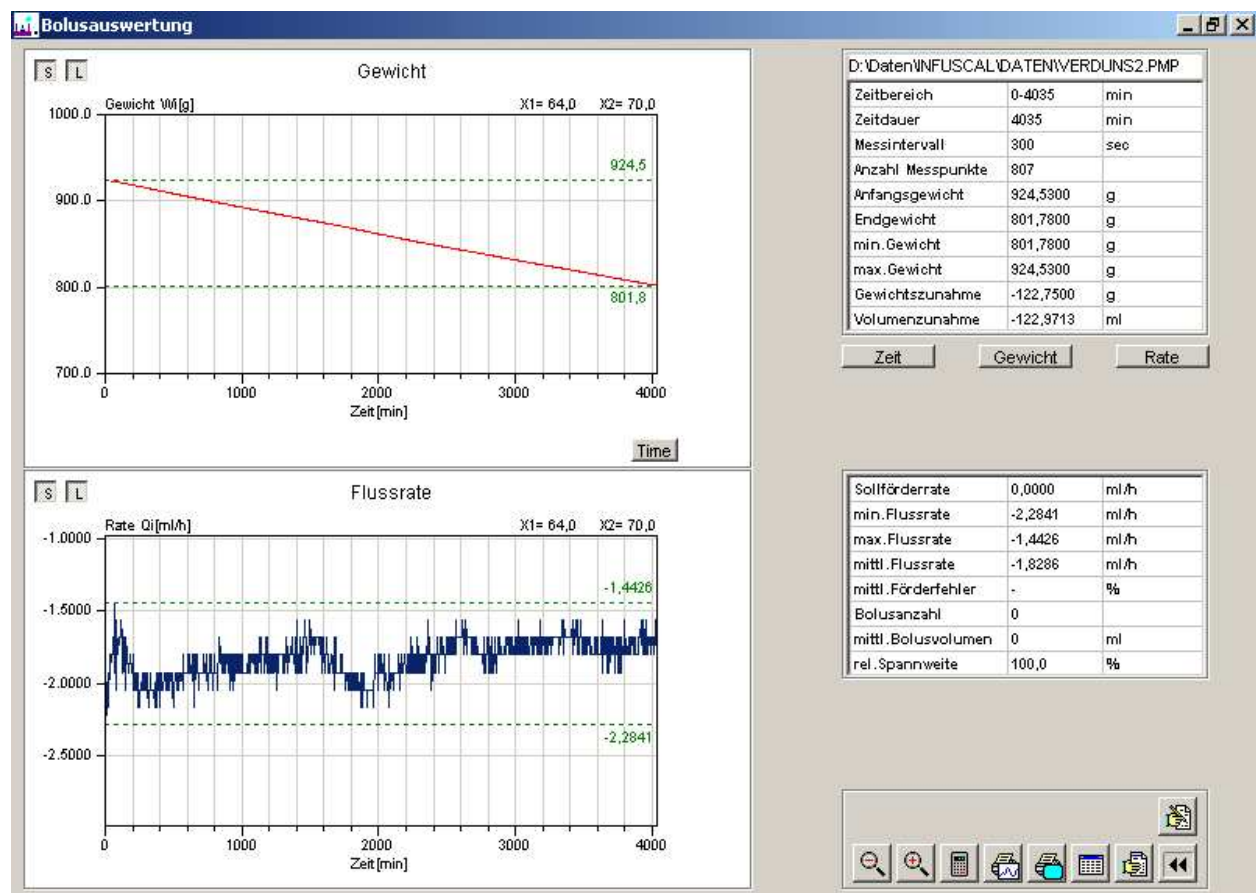 Bolusauswertung
S L Gewicht
Gewicht Wi[g] X1= 64,0 X2= 70,0
1000.0
924,5
900.0
800.0
801,8
700.0
0 1000 2000 3000 4000
Zeit[min]
Time
S L Flussrate
Rate Qi[ml/h] X1= 64,0 X2= 70,0
-1.0000
-1,4426
-1.5000
-2.0000
-2,2841
-2.5000
0 1000 2000 3000 4000
Zeit[min]
D:\Daten\INFUSCAL\DATEN\VERDUNS2.PMP
Zeitbereich 0-4035 min
Zeitdauer 4035 min
Messintervall 300 sec
Anzahl Messpunkte 807
Anfangsgewicht 924,5300 g
Endgewicht 801,7800 g
min.Gewicht 801,7800 g
max.Gewicht 924,5300 g
Gewichtszunahme -122,7500 g
Volumenzunahme -122,9713 ml
Zeit Gewicht Rate
Sollförderrate 0,0000 ml/h
min.Flussrate -2,2841 ml/h
max.Flussrate -1,4426 ml/h
mittl.Flussrate -1,8286 ml/h
mittl.Förderfehler - %
Bolusanzahl 0
mittl.Bolusvolumen 0 ml
rel.Spannweite 100,0 %